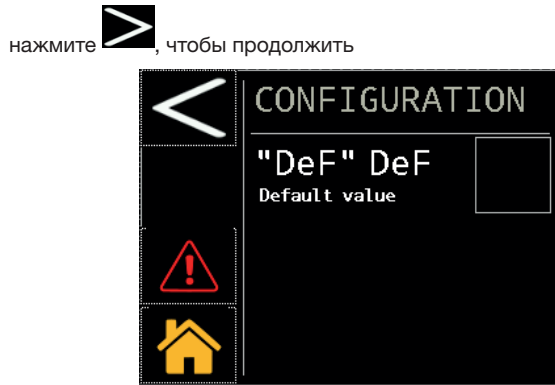 нажмите >, чтобы продолжить
CONFIGURATION
"DeF" DeF
Default value